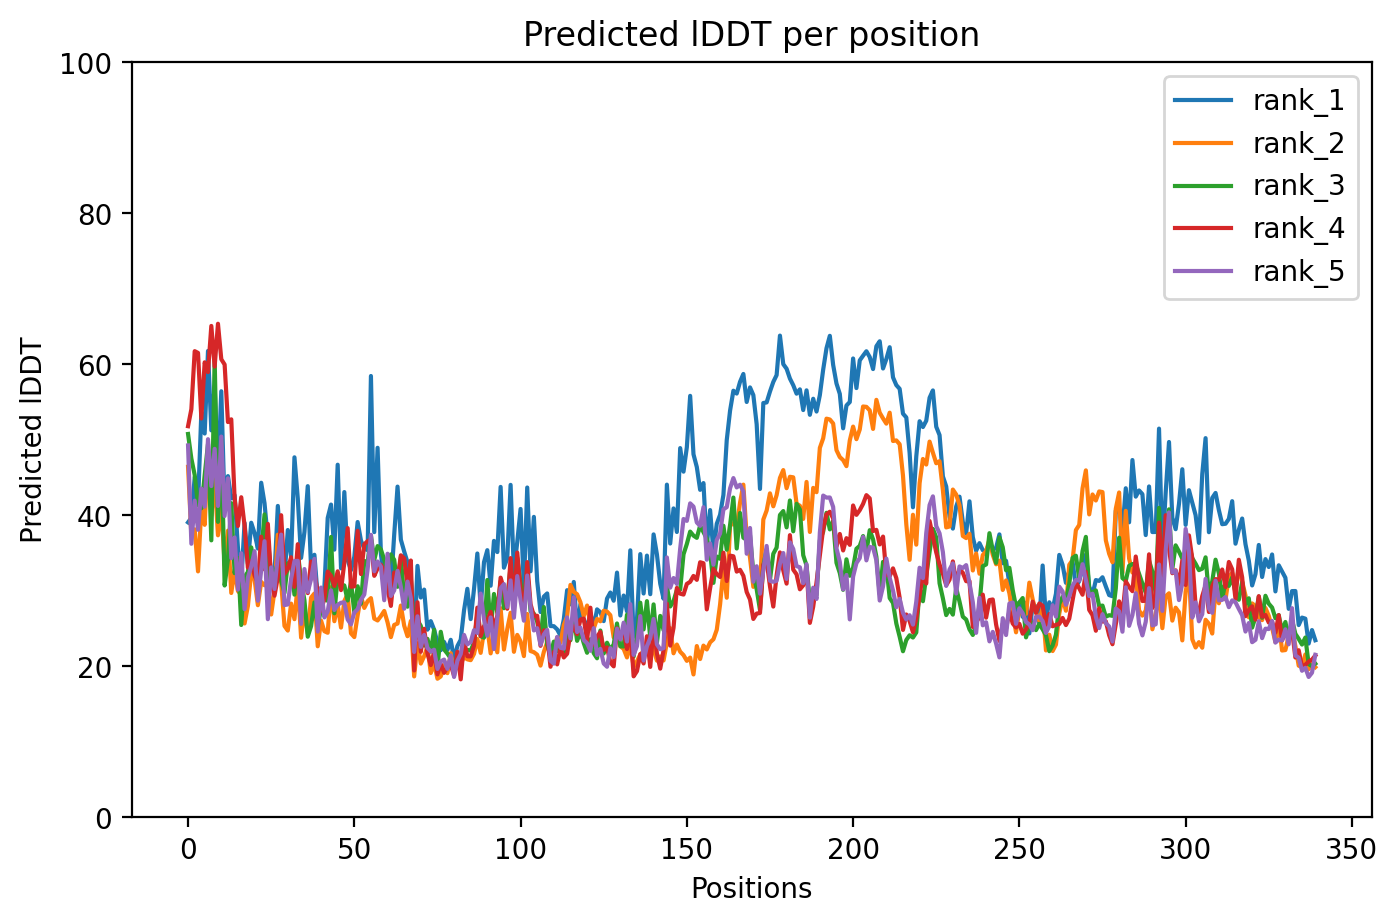 Predicted lDDT per position
100
80
60
40
20
0
Predicted lDDT
rank_1
rank_2
rank_3
rank_4
rank_5
0 50 100 150 200 250 300 350
Positions